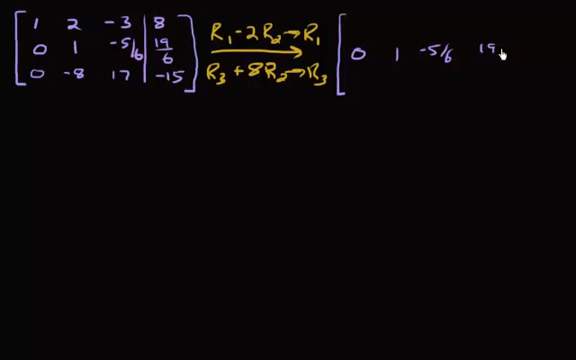 1 2 -3 | 8
0 1 -5/6 | 19/6
0 -8 17 | -15
R1-2R2→R1
R3+8R2→R3
0 1 -5/6 19